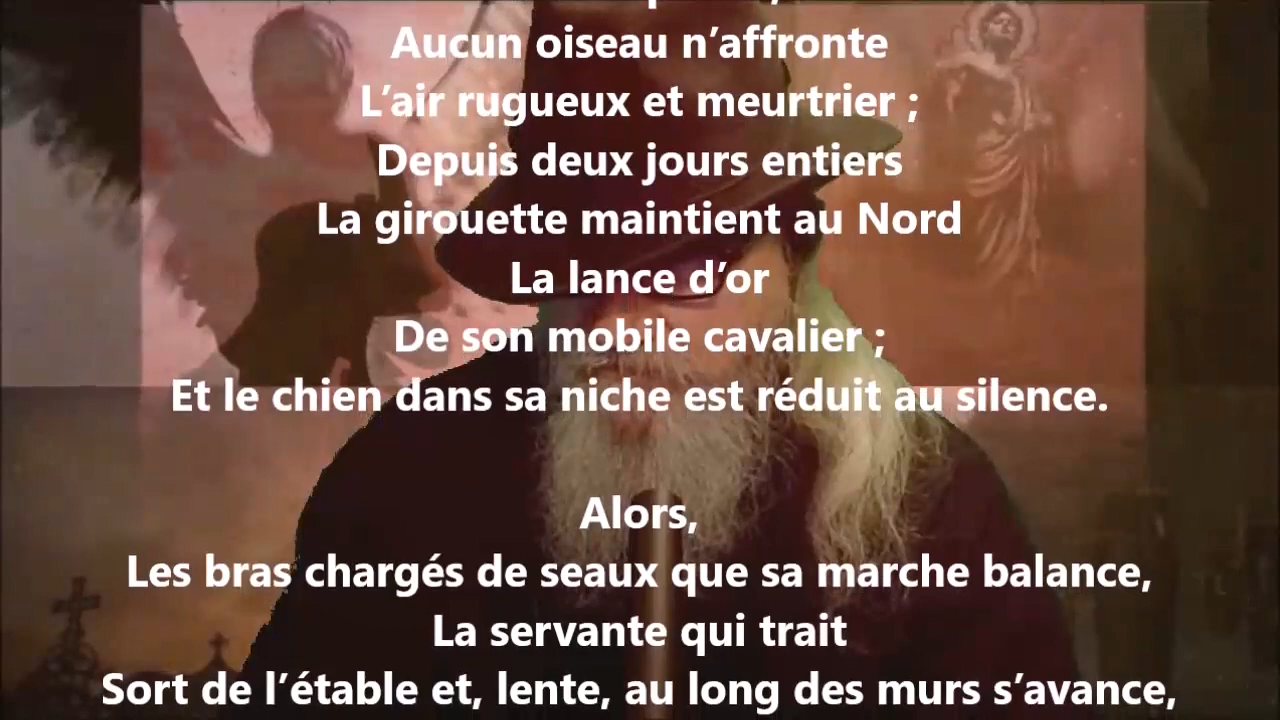 Aucun oiseau n’affronte
L’air rugueux et meurtrier ;
Depuis deux jours entiers
La girouette maintient au Nord
La lance d’or
De son mobile cavalier ;
Et le chien dans sa niche est réduit au silence.
Alors,
Les bras chargés de seaux que sa marche balance,
La servante qui trait
Sort de l’étable et, lente, au long des murs s’avance,